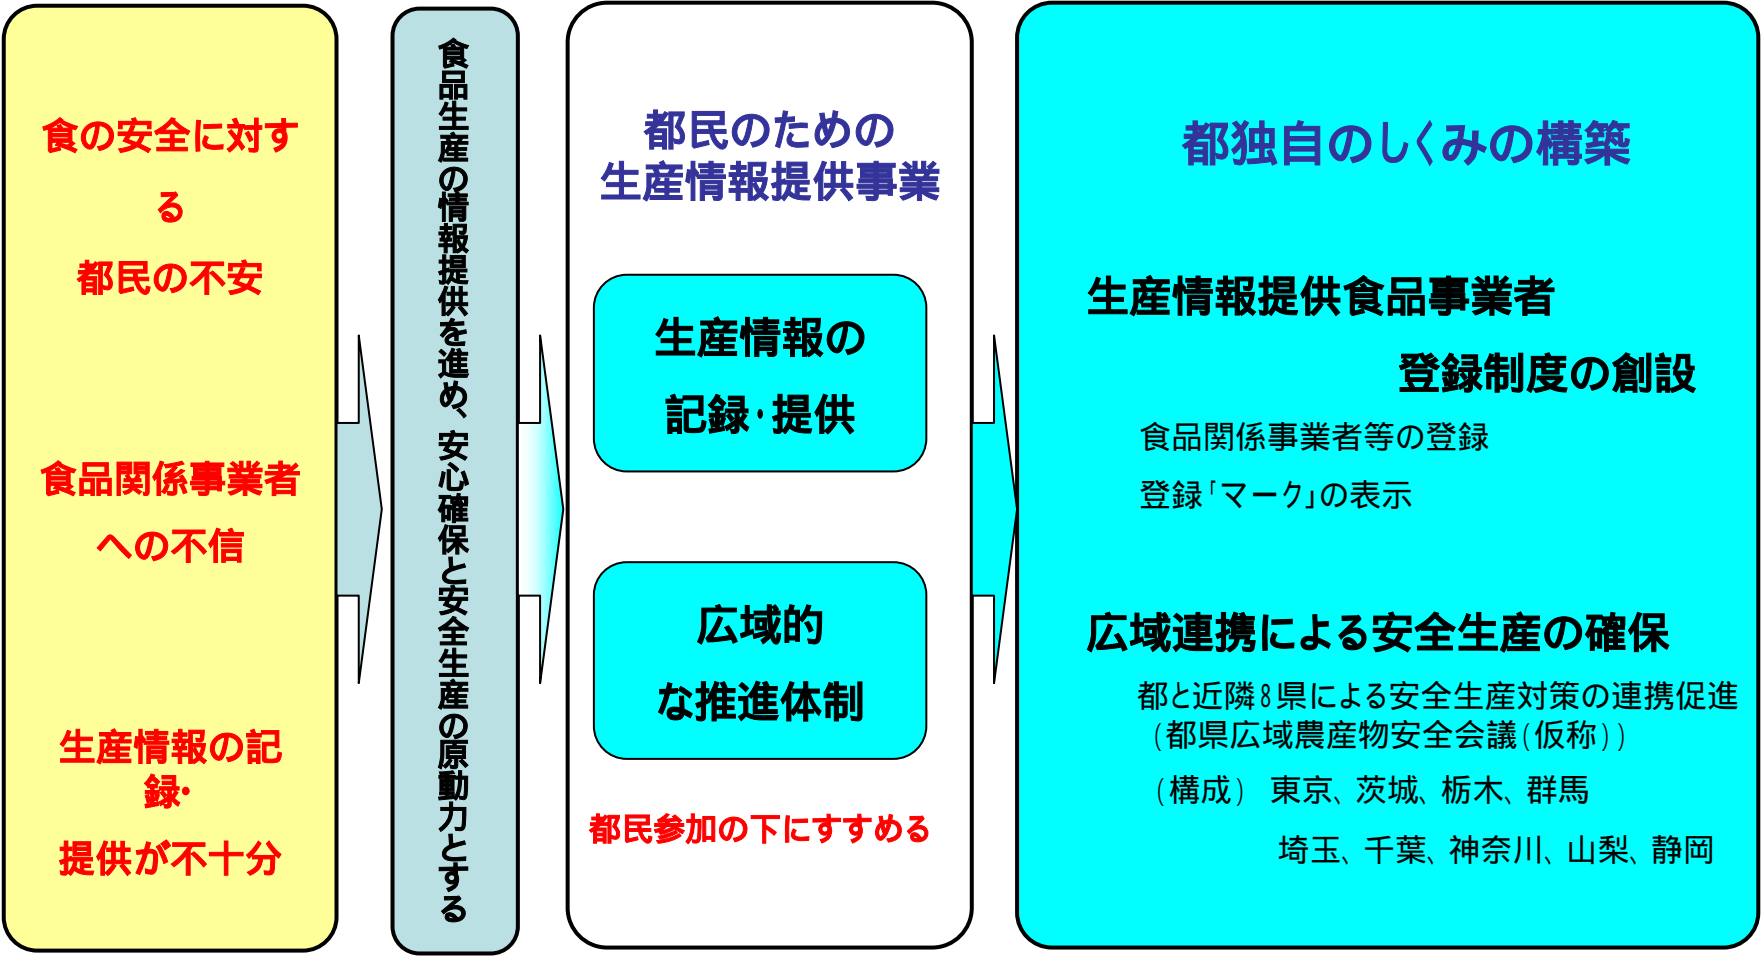 食の安全に対す
る
都民の不安
食品関係事業者
への不信
生産情報の記
録・
提供が不十分
食品生産の情報提供を進め、安心確保と安全生産の原動力とする
都民のための
生産情報提供事業
生産情報の
記録・提供
広域的
な推進体制
都民参加の下にすすめる
都独自のしくみの構築
生産情報提供食品事業者
登録制度の創設
食品関係事業者等の登録
登録「マーク」の表示
広域連携による安全生産の確保
都と近隣8県による安全生産対策の連携促進
(都県広域農産物安全会議(仮称))
(構成) 東京、茨城、栃木、群馬
埼玉、千葉、神奈川、山梨、静岡